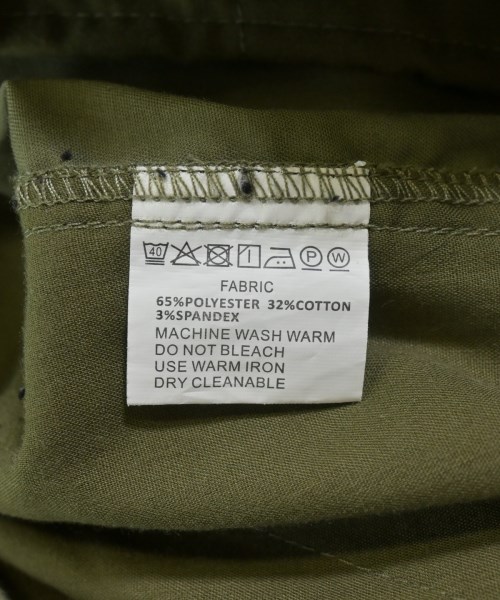 40 P W
FABRIC
65%POLYESTER 32%COTTON
3%SPANDEX
MACHINE WASH WARM
DO NOT BLEACH
USE WARM IRON
DRY CLEANABLE